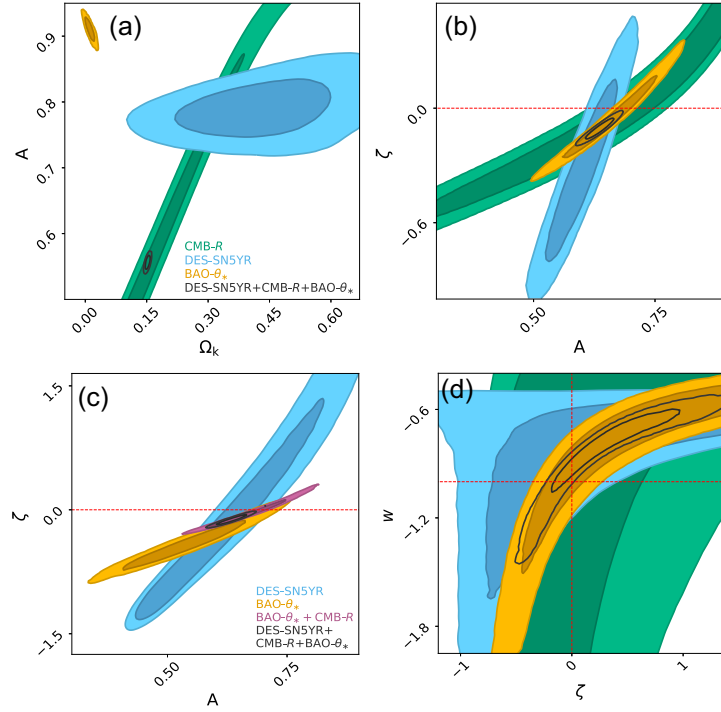 (a)
A
0.9
0.8
0.7
0.6
0.00
0.15
0.30
0.45
0.60
Ωk
CMB-R
DES-SN5YR
BAO-θ*
DES-SN5YR+CMB-R+BAO-θ*
(b)
ζ
0.0
−0.6
0.50
0.75
A
(c)
ζ
1.5
0.0
−1.5
0.50
0.75
A
DES-SN5YR
BAO-θ*
BAO-θ* + CMB-R
DES-SN5YR+
CMB-R+BAO-θ*
(d)
w
−0.6
−1.2
−1.8
−1
0
1
ζ